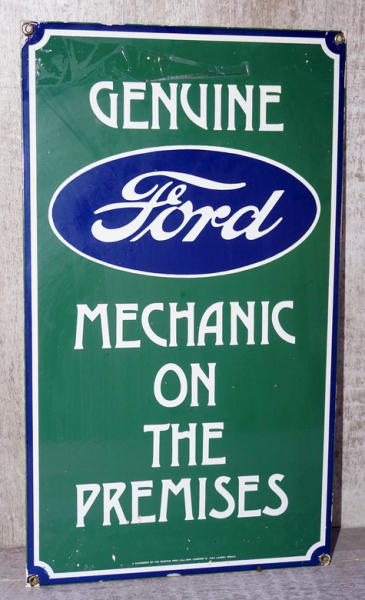 GENUINE
Ford
MECHANIC
ON
THE
PREMISES